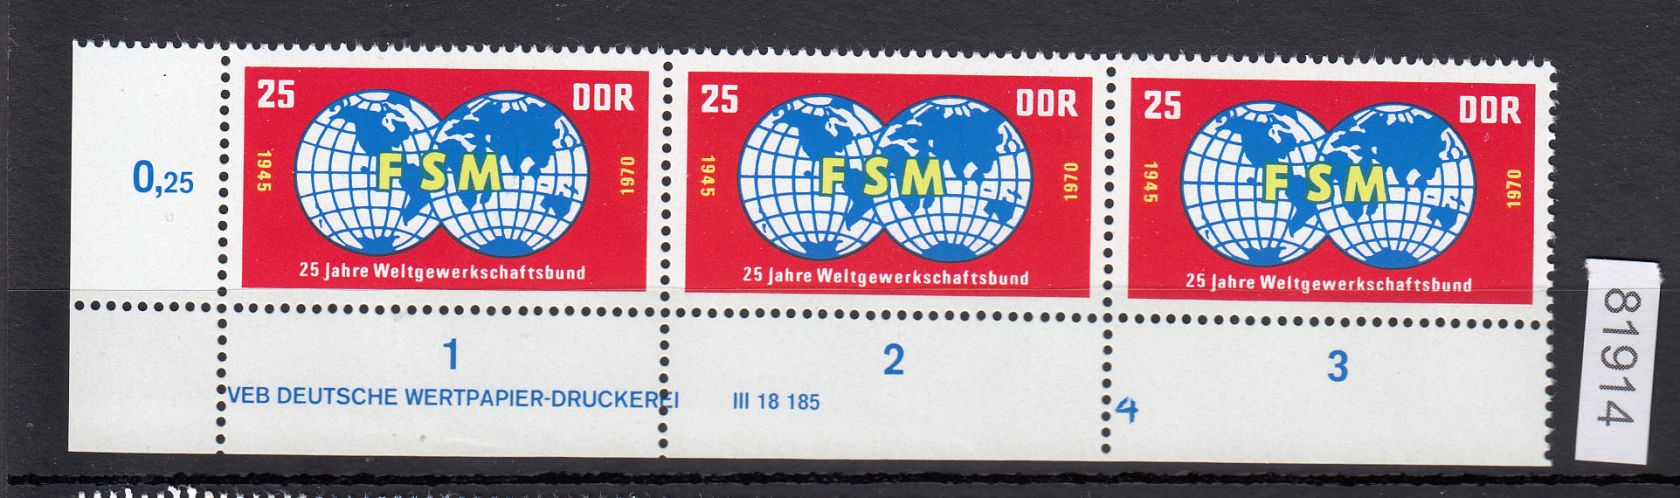 25 DDR
1945
FSM
1970
25 Jahre Weltgewerkschaftsbund
25 DDR
1945
FSM
1970
25 Jahre Weltgewerkschaftsbund
25 DDR
1945
FSM
1970
25 Jahre Weltgewerkschaftsbund
0,25
1
2
3
VEB DEUTSCHE WERTPAPIER-DRUCKEREI III 18 185
4
81914